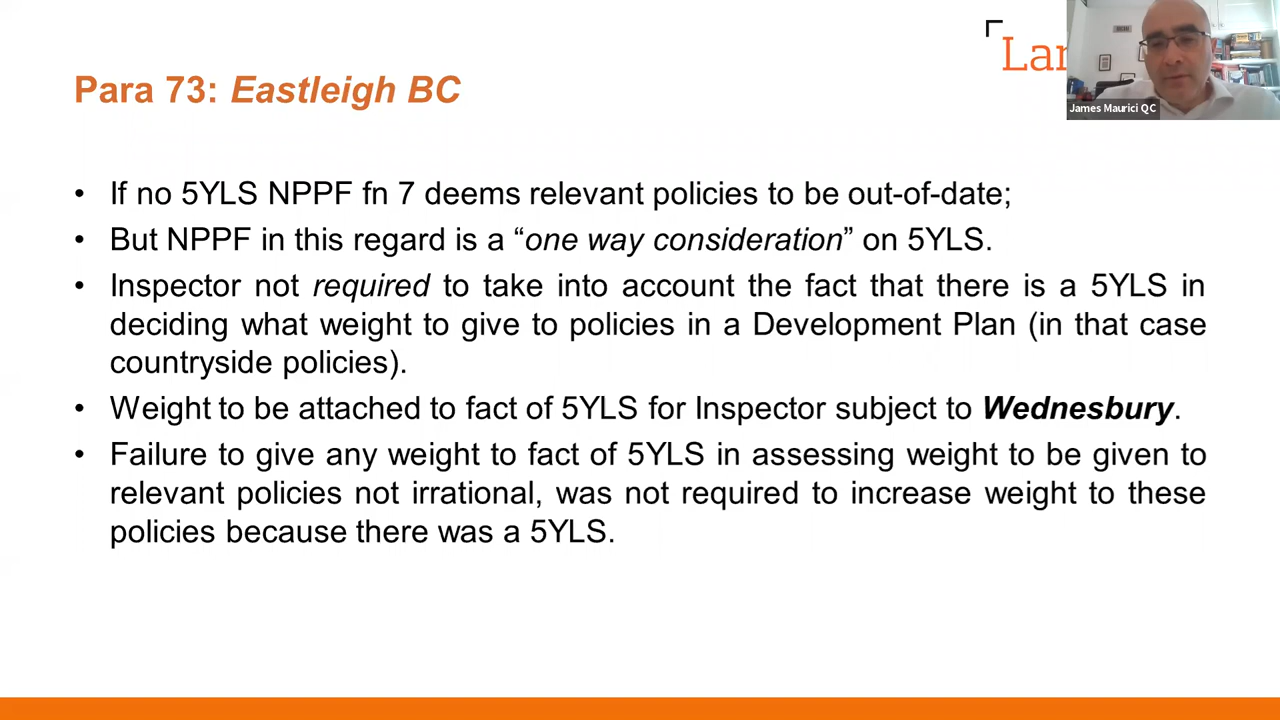 Para 73: Eastleigh BC
Lan
James Maurici QC
• If no 5YLS NPPF fn 7 deems relevant policies to be out-of-date;
• But NPPF in this regard is a “one way consideration” on 5YLS.
• Inspector not required to take into account the fact that there is a 5YLS in
deciding what weight to give to policies in a Development Plan (in that case
countryside policies).
• Weight to be attached to fact of 5YLS for Inspector subject to Wednesbury.
• Failure to give any weight to fact of 5YLS in assessing weight to be given to
relevant policies not irrational, was not required to increase weight to these
policies because there was a 5YLS.